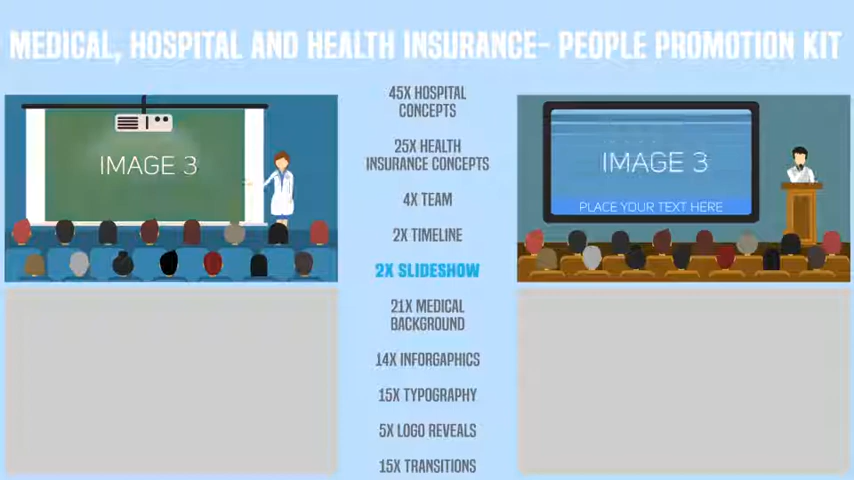 MEDICAL, HOSPITAL AND HEALTH INSURANCE- PEOPLE PROMOTION KIT
IMAGE 3
45X HOSPITAL
CONCEPTS
25X HEALTH
INSURANCE CONCEPTS
4X TEAM
2X TIMELINE
2X SLIDESHOW
21X MEDICAL
BACKGROUND
14X INFORGAPHICS
15X TYPOGRAPHY
5X LOGO REVEALS
15X TRANSITIONS
IMAGE 3
PLACE YOUR TEXT HERE